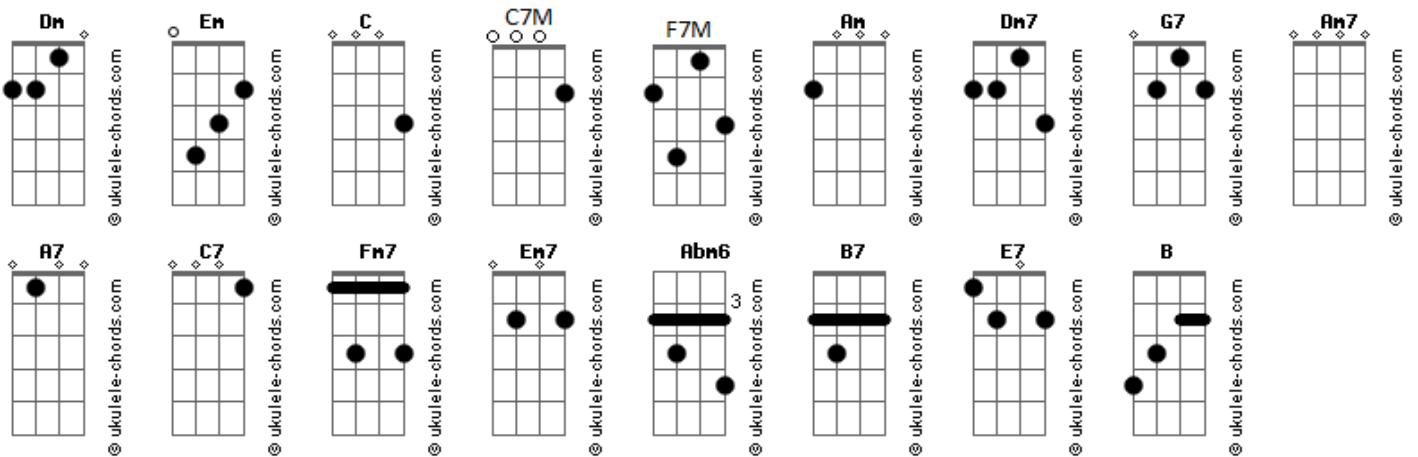 Dm Em C C7M F7M Am Dm7 G7 Am7
© ukulele-chords.com © ukulele-chords.com © ukulele-chords.com © ukulele-chords.com © ukulele-chords.com © ukulele-chords.com © ukulele-chords.com © ukulele-chords.com © ukulele-chords.com
A7 C7 Fm7 Em7 Abm6 B7 E7 B
3
© ukulele-chords.com © ukulele-chords.com © ukulele-chords.com © ukulele-chords.com © ukulele-chords.com © ukulele-chords.com © ukulele-chords.com © ukulele-chords.com